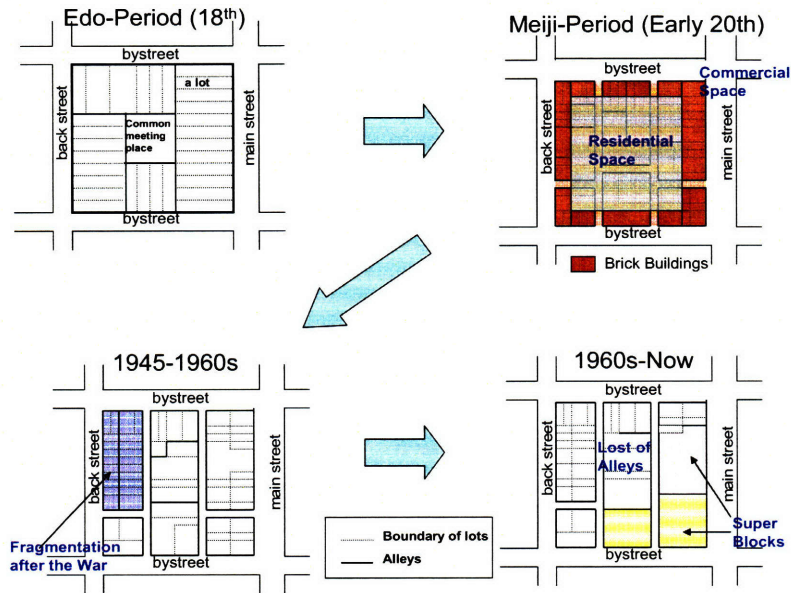 Edo-Period (18th)
bystreet
back street
a lot
Common
meeting
place
main street
bystreet
Meiji-Period (Early 20th)
bystreet
Commercial
Space
back street
Residential
Space
main street
bystreet
Brick Buildings
1945-1960s
bystreet
back street
main street
Fragmentation
after the War
bystreet
Boundary of lots
Alleys
1960s-Now
bystreet
back street
Lost of
Alleys
main street
Super
Blocks
bystreet